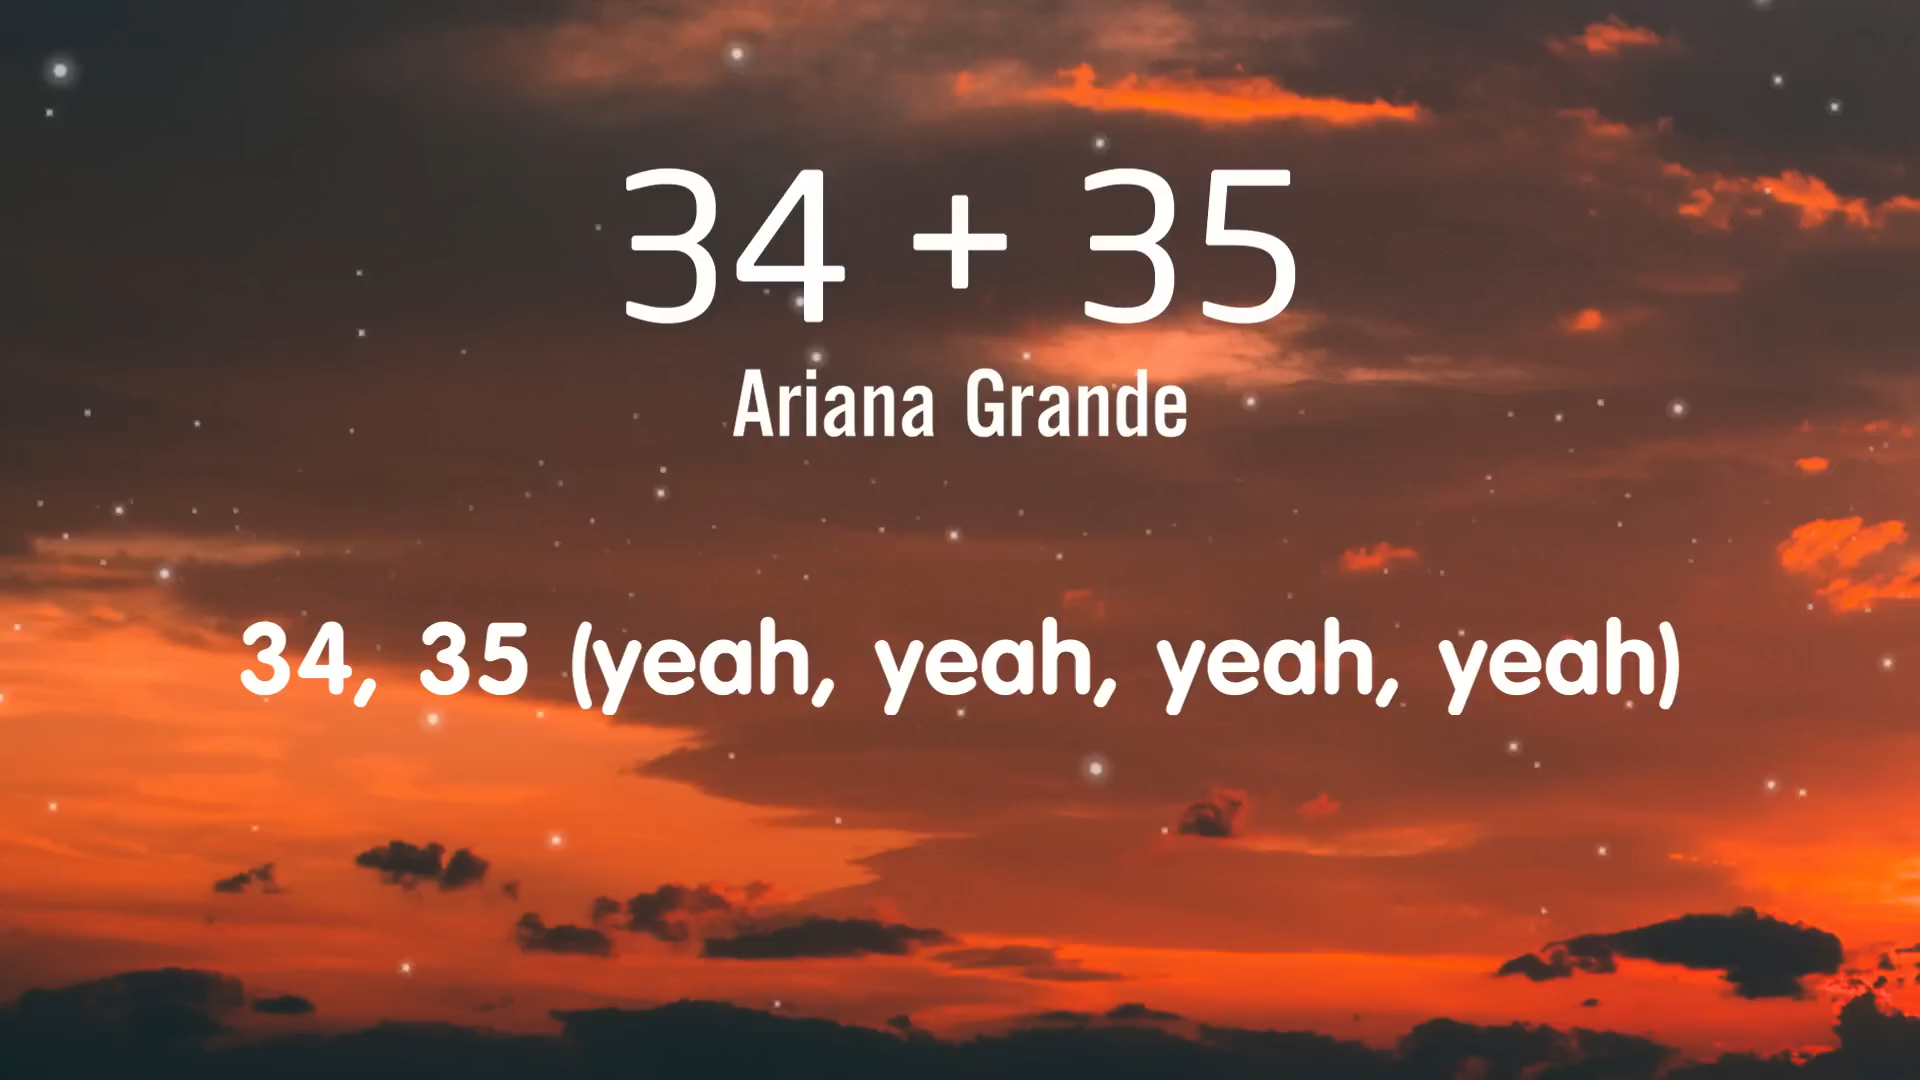 34 + 35
Ariana Grande
34, 35 (yeah, yeah, yeah, yeah)